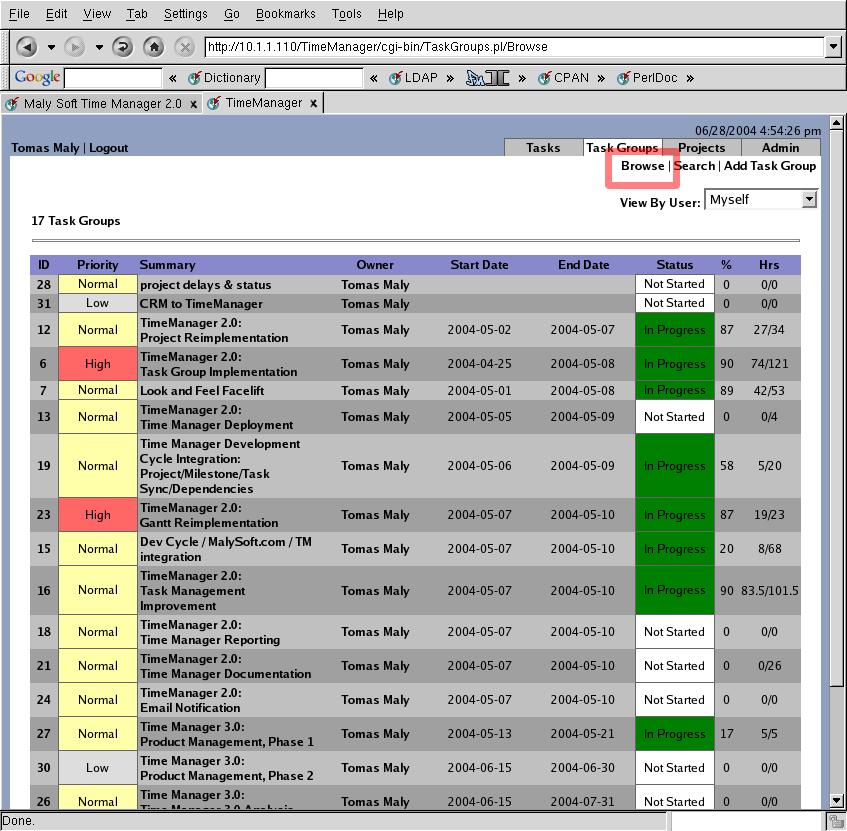 File Edit View Tab Settings Go Bookmarks Tools Help
http://10.1.1.110/TimeManager/cgi-bin/TaskGroups.pl/Browse
Google « Dictionary « LDAP » » CPAN » PerlDoc »
Maly Soft Time Manager 2.0 x TimeManager x
06/28/2004 4:54:26 pm
Tomas Maly | Logout Tasks Task Groups Projects Admin
Browse | Search | Add Task Group
View By User: Myself
17 Task Groups
ID Priority Summary Owner Start Date End Date Status % Hrs
28 Normal project delays & status Tomas Maly Not Started 0 0/0
31 Low CRM to TimeManager Tomas Maly Not Started 0 0/0
12 Normal TimeManager 2.0: Tomas Maly 2004-05-02 2004-05-07 In Progress 87 27/34
Project Reimplementation
6 High TimeManager 2.0: Tomas Maly 2004-04-25 2004-05-08 In Progress 90 74/121
Task Group Implementation
7 Normal Look and Feel Facelift Tomas Maly 2004-05-01 2004-05-08 In Progress 89 42/53
13 Normal TimeManager 2.0: Tomas Maly 2004-05-05 2004-05-09 Not Started 0 0/4
Time Manager Deployment
19 Normal Time Manager Development Tomas Maly 2004-05-06 2004-05-09 In Progress 58 5/20
Cycle Integration:
Project/Milestone/Task
Sync/Dependencies
23 High TimeManager 2.0: Tomas Maly 2004-05-07 2004-05-10 In Progress 87 19/23
Gantt Reimplementation
15 Normal Dev Cycle / MalySoft.com / TM Tomas Maly 2004-05-07 2004-05-10 In Progress 20 8/68
integration
16 Normal TimeManager 2.0: Tomas Maly 2004-05-07 2004-05-10 In Progress 90 83.5/101.5
Task Management
Improvement
18 Normal TimeManager 2.0: Tomas Maly 2004-05-07 2004-05-10 Not Started 0 0/0
Time Manager Reporting
21 Normal TimeManager 2.0: Tomas Maly 2004-05-07 2004-05-10 Not Started 0 0/26
Time Manager Documentation
24 Normal TimeManager 2.0: Tomas Maly 2004-05-07 2004-05-10 Not Started 0 0/0
Email Notification
27 Normal Time Manager 3.0: Tomas Maly 2004-05-13 2004-05-21 In Progress 17 5/5
Product Management, Phase 1
30 Low Time Manager 3.0: Tomas Maly 2004-06-15 2004-06-30 Not Started 0 0/0
Product Management, Phase 2
26 Normal Time Manager 3.0: Tomas Maly 2004-06-15 2004-07-31 Not Started 0 0/0
Time Manager 3.0 Analysis
Done.